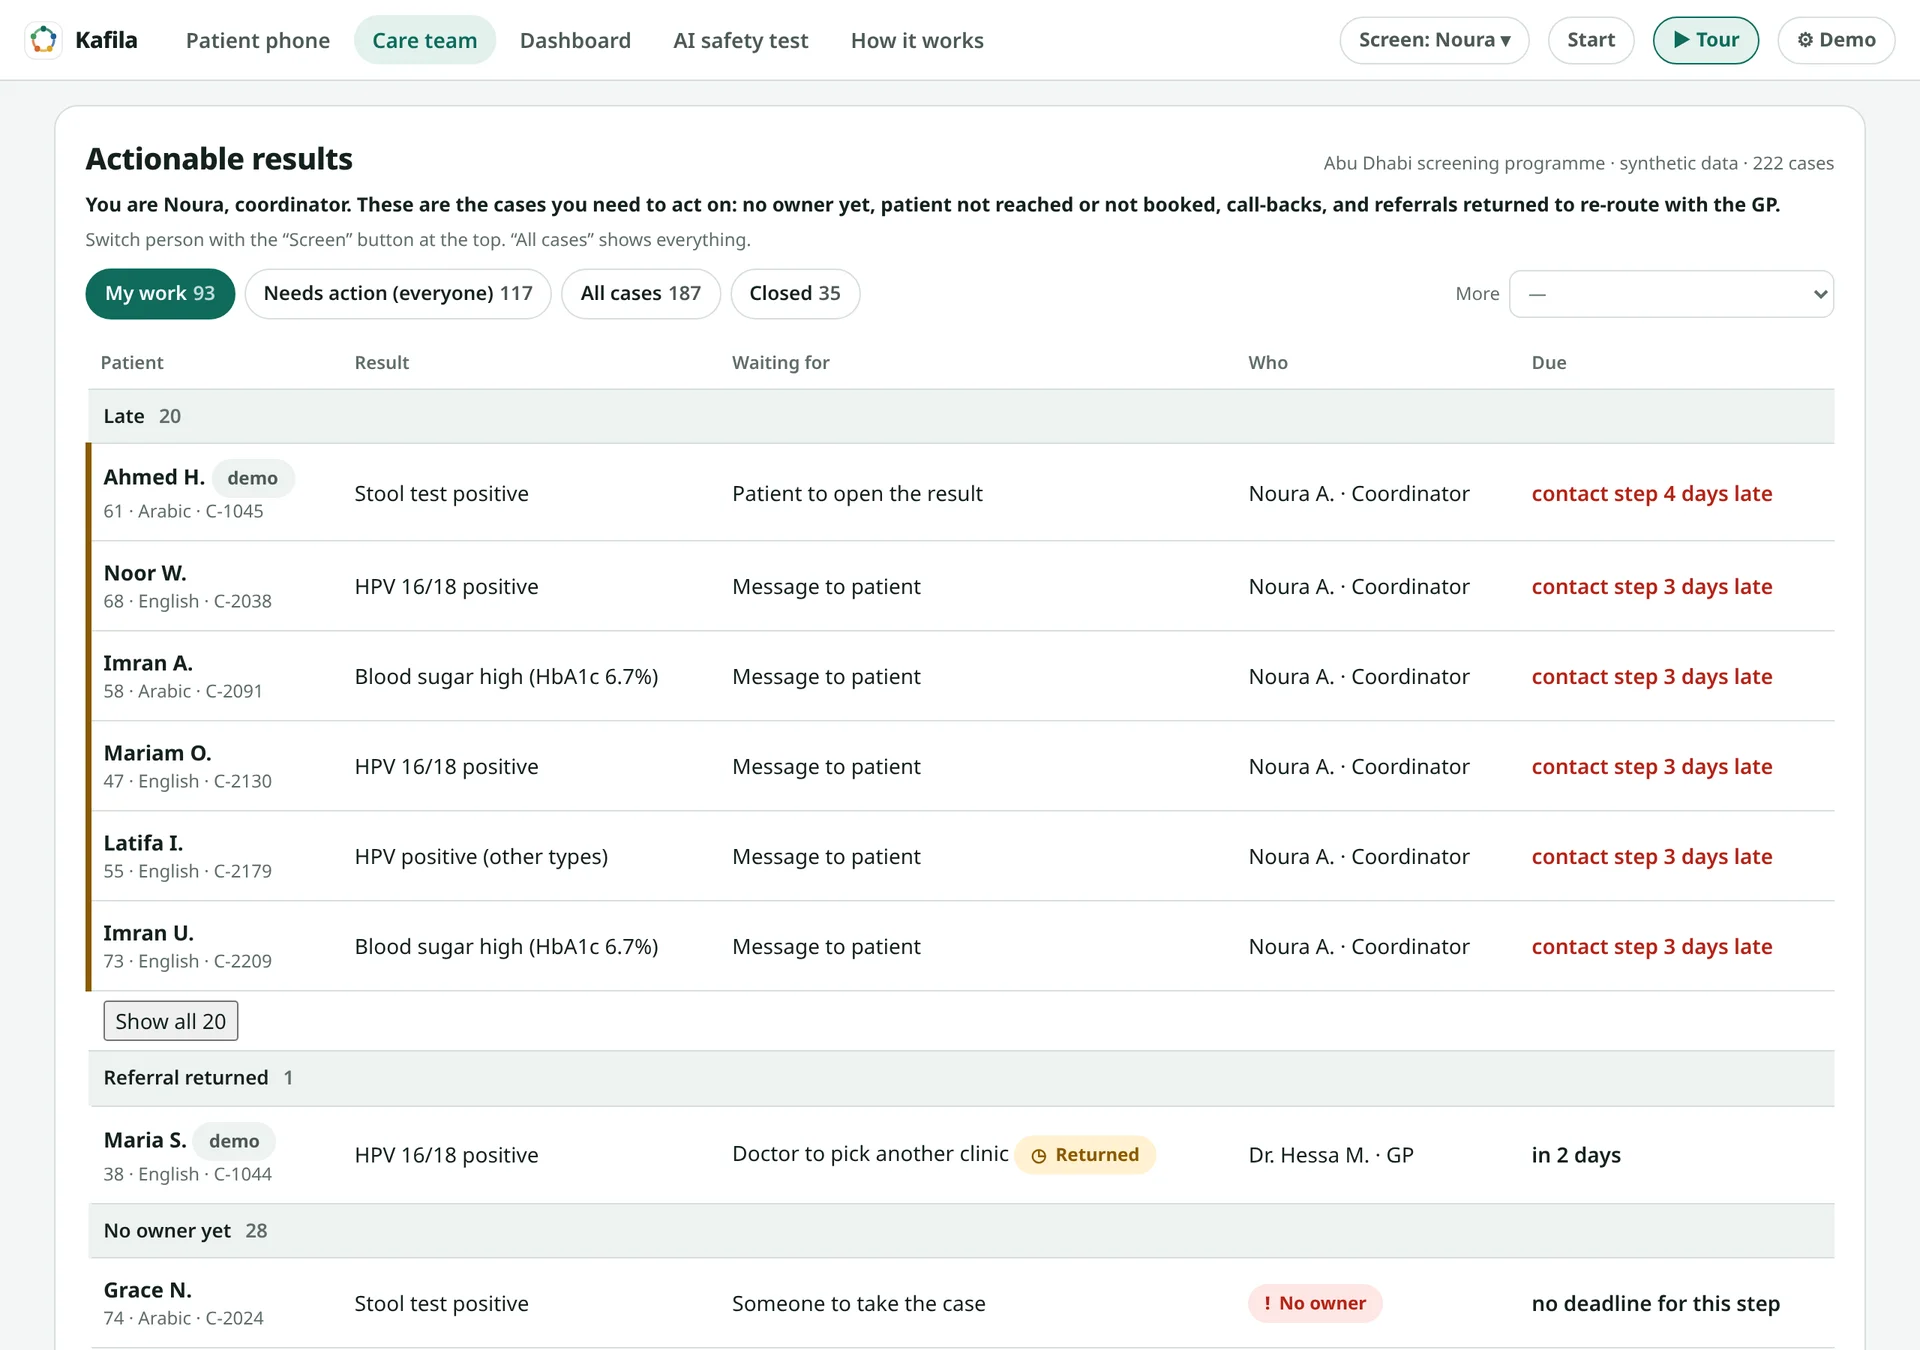 Kafila
Patient phone
Care team
Dashboard
AI safety test
How it works
Screen: Noura ▾
Start
▶ Tour
⚙ Demo
Actionable results
Abu Dhabi screening programme · synthetic data · 222 cases
You are Noura, coordinator. These are the cases you need to act on: no owner yet, patient not reached or not booked, call-backs, and referrals returned to re-route with the GP.
Switch person with the “Screen” button at the top. “All cases” shows everything.
My work 93
Needs action (everyone) 117
All cases 187
Closed 35
More —
Patient Result Waiting for Who Due
Late 20
Ahmed H. demo
61 · Arabic · C-1045
Stool test positive
Patient to open the result
Noura A. · Coordinator
contact step 4 days late
Noor W.
68 · English · C-2038
HPV 16/18 positive
Message to patient
Noura A. · Coordinator
contact step 3 days late
Imran A.
58 · Arabic · C-2091
Blood sugar high (HbA1c 6.7%)
Message to patient
Noura A. · Coordinator
contact step 3 days late
Mariam O.
47 · English · C-2130
HPV 16/18 positive
Message to patient
Noura A. · Coordinator
contact step 3 days late
Latifa I.
55 · English · C-2179
HPV positive (other types)
Message to patient
Noura A. · Coordinator
contact step 3 days late
Imran U.
73 · English · C-2209
Blood sugar high (HbA1c 6.7%)
Message to patient
Noura A. · Coordinator
contact step 3 days late
Show all 20
Referral returned 1
Maria S. demo
38 · English · C-1044
HPV 16/18 positive
Doctor to pick another clinic
Returned
Dr. Hessa M. · GP
in 2 days
No owner yet 28
Grace N.
74 · Arabic · C-2024
Stool test positive
Someone to take the case
! No owner
no deadline for this step